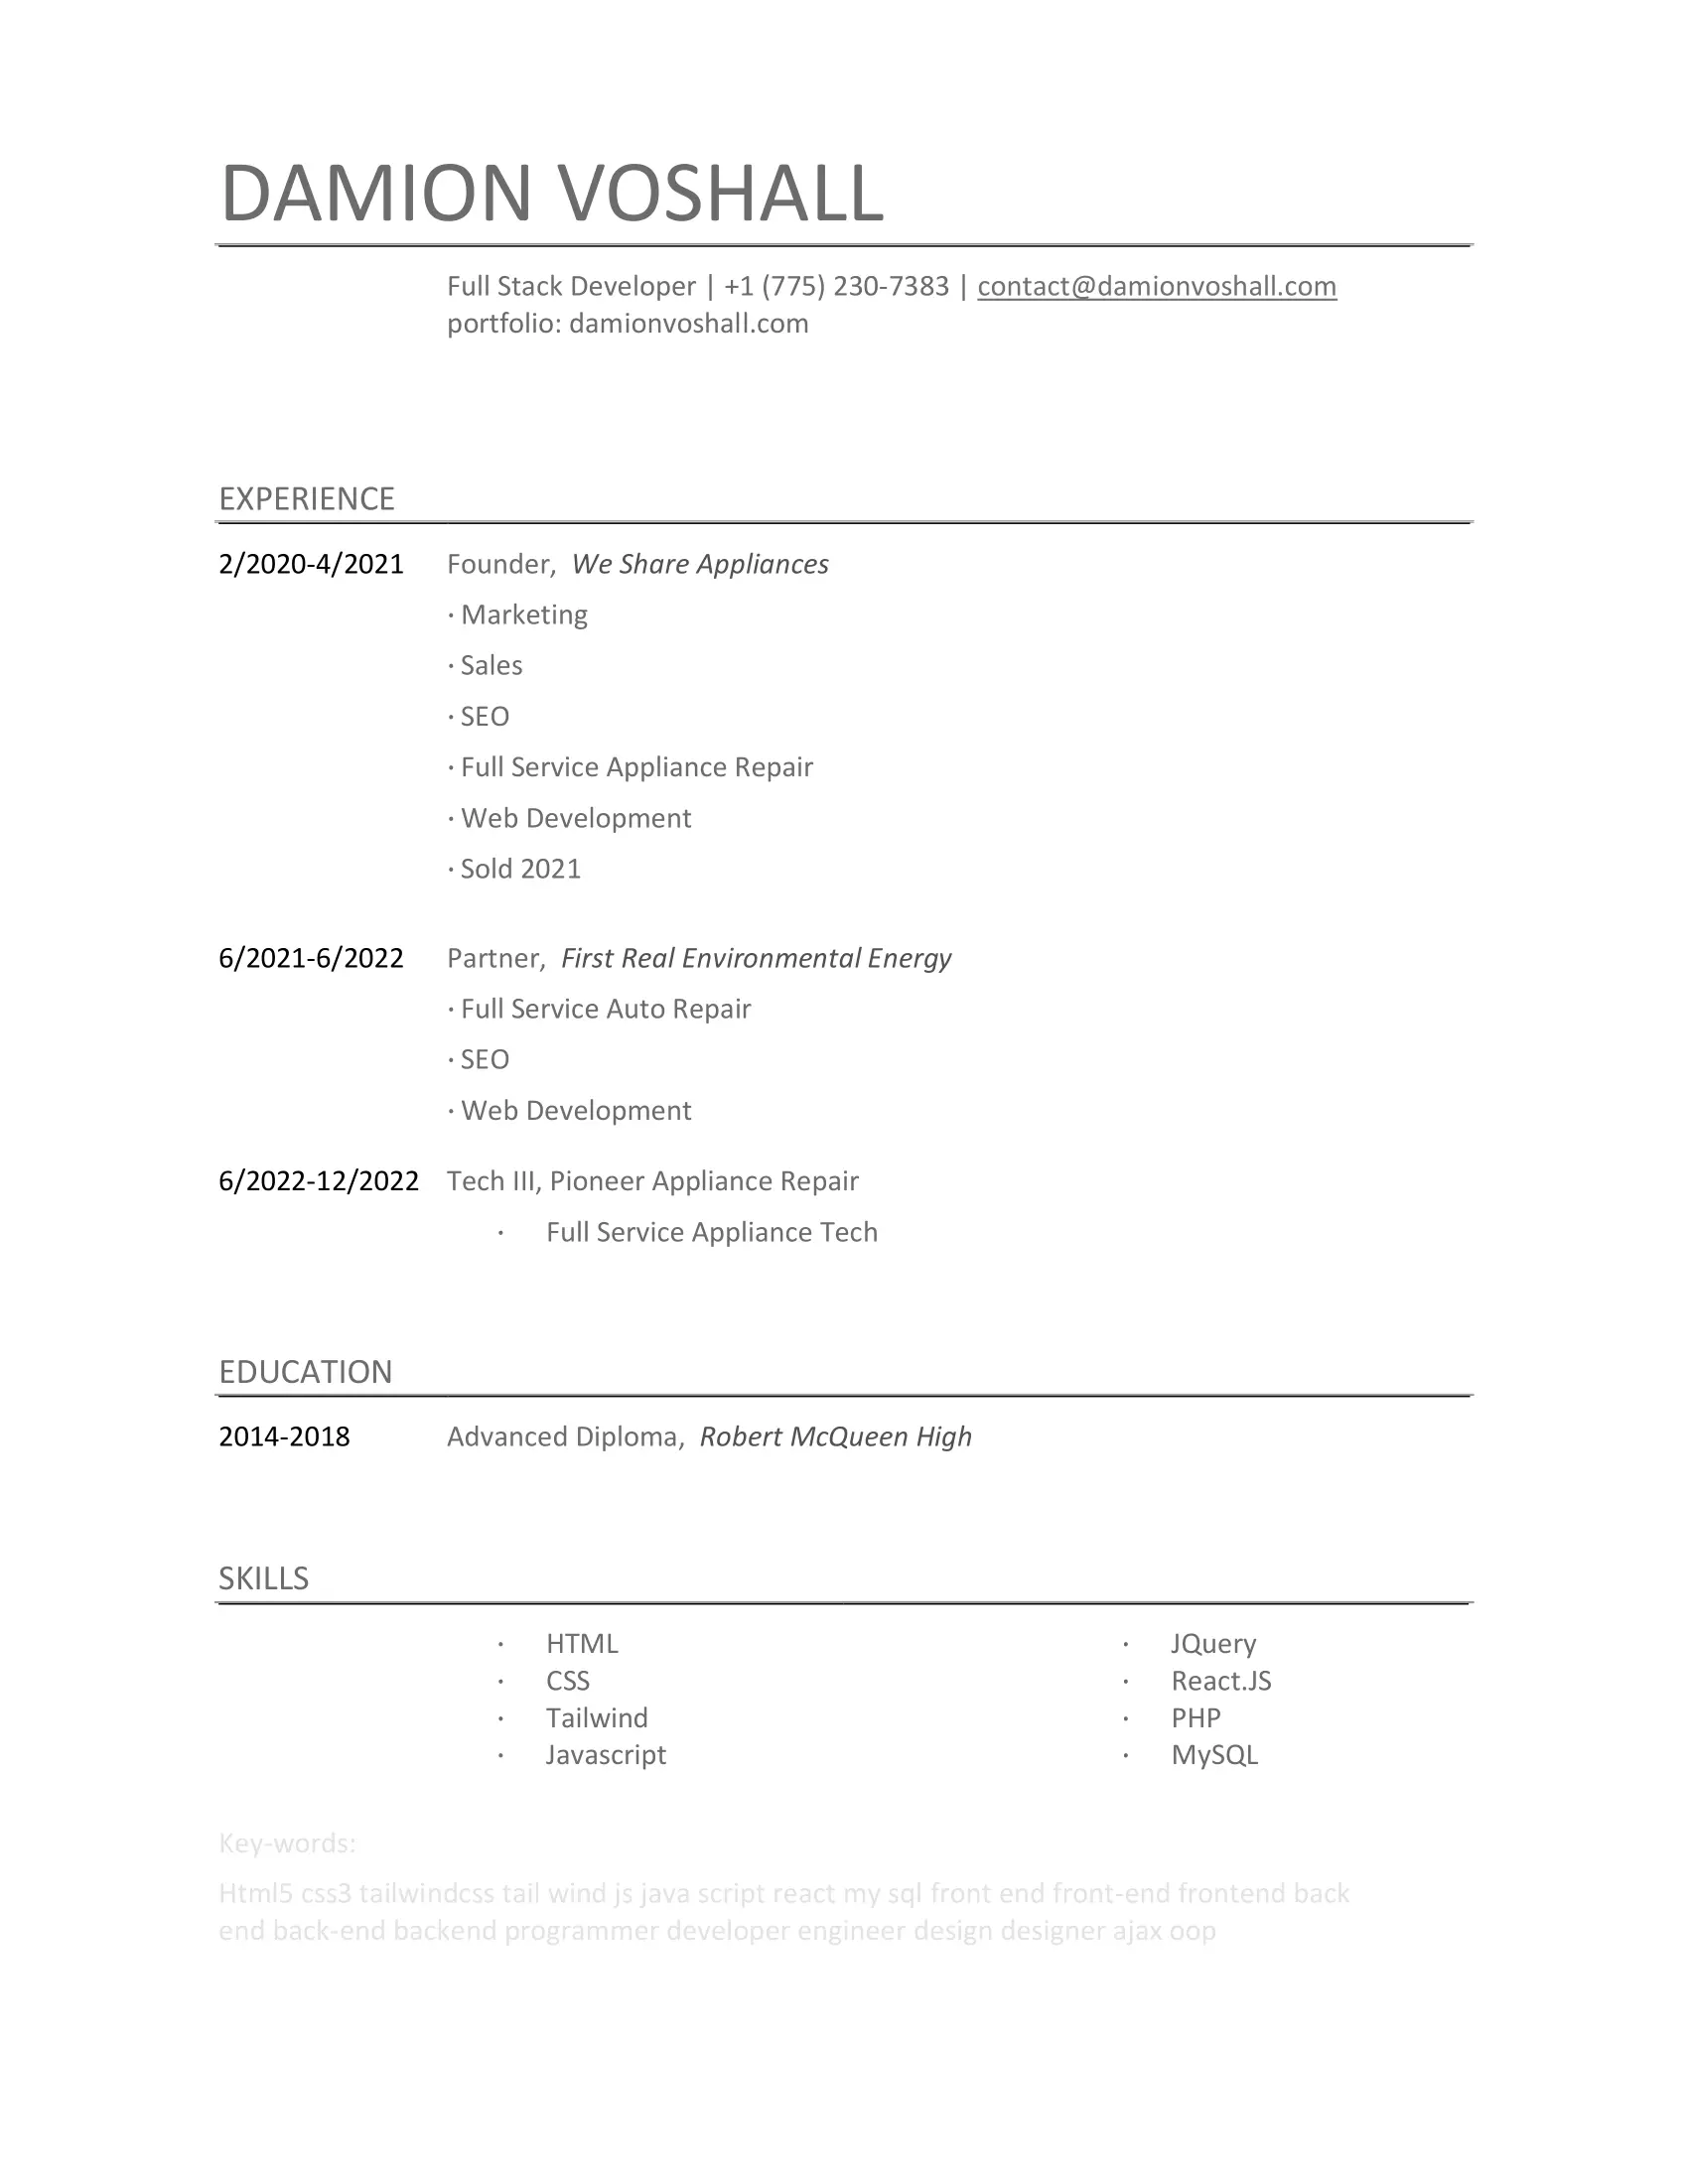 DAMION VOSHALL
Full Stack Developer | +1 (775) 230-7383 | contact@damionvoshall.com
portfolio: damionvoshall.com
EXPERIENCE
2/2020-4/2021 Founder, We Share Appliances
· Marketing
· Sales
· SEO
· Full Service Appliance Repair
· Web Development
· Sold 2021
6/2021-6/2022 Partner, First Real Environmental Energy
· Full Service Auto Repair
· SEO
· Web Development
6/2022-12/2022 Tech III, Pioneer Appliance Repair
· Full Service Appliance Tech
EDUCATION
2014-2018 Advanced Diploma, Robert McQueen High
SKILLS
· HTML
· CSS
· Tailwind
· Javascript
· JQuery
· React.JS
· PHP
· MySQL
Key-words:
Html5 css3 tailwindcss tail wind js java script react my sql front end front-end frontend back
end back-end backend programmer developer engineer design designer ajax oop